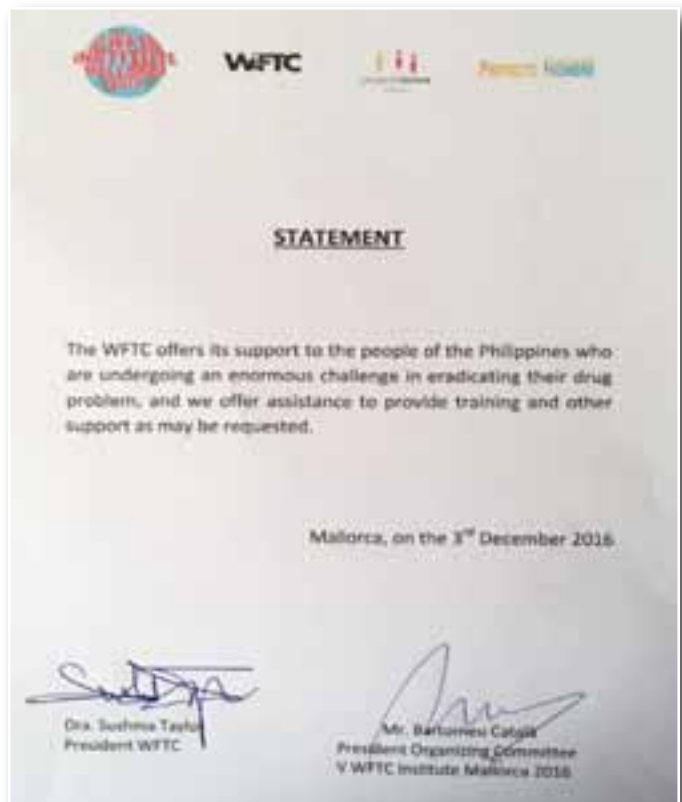 WFTC
STATEMENT
The WFTC offers its support to the people of the Philippines who
are undergoing an enormous challenge in eradicating their drug
problem, and we offer assistance to provide training and other
support as may be requested.
Mallorca, on the 3rd December 2016
Dra. Sushma Taylor
President WFTC
Mr. Bartomeu Català
President Organizing Committee
V WFTC Institute Mallorca 2016